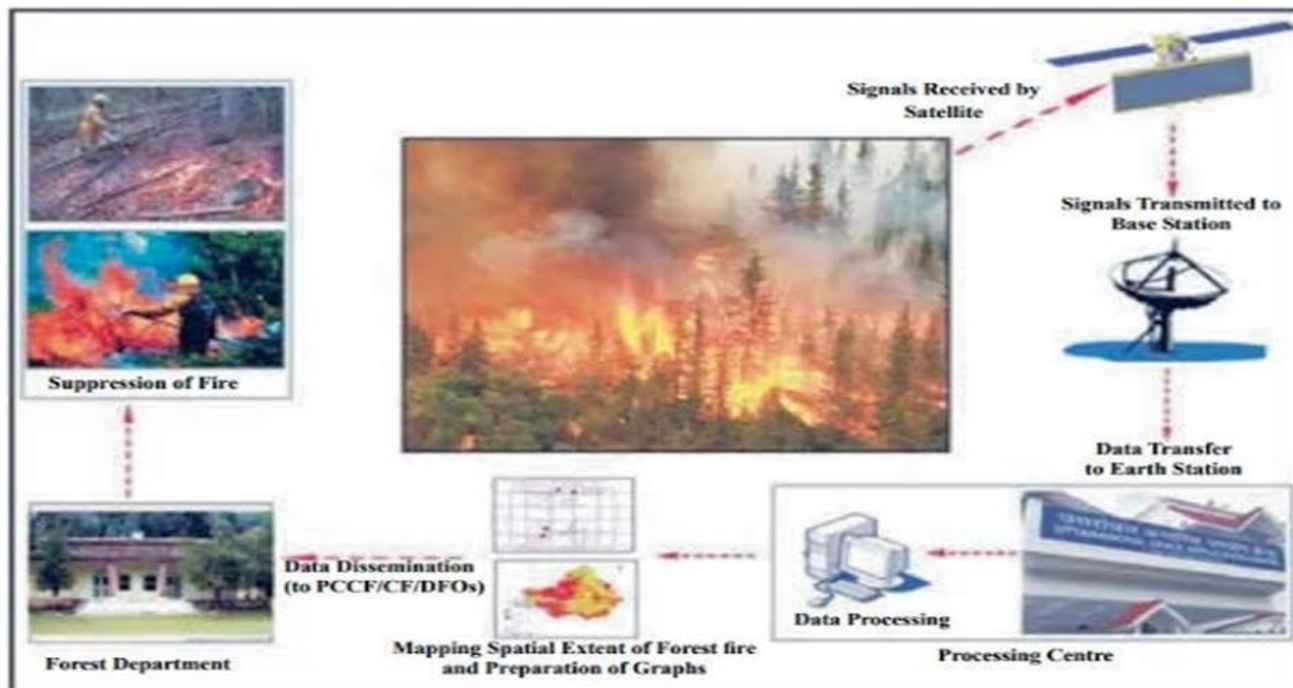 Signals Received by
Satellite
Signals Transmitted to
Base Station
Data Transfer
to Earth Station
Suppression of Fire
Data Dissemination
(to PCCF/CF/DFOs)
Data Processing
Mapping Spatial Extent of Forest fire
and Preparation of Graphs
Processing Centre
Forest Department